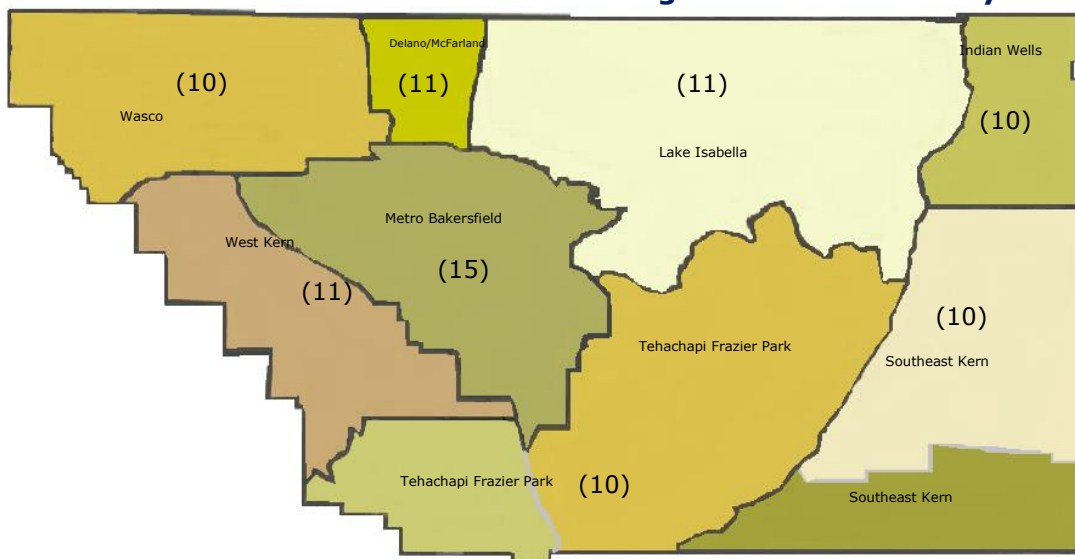 Delano/McFarland
Indian Wells
(10)
(11)
(11)
Wasco
(10)
Lake Isabella
Metro Bakersfield
West Kern
(15)
(11)
(10)
Tehachapi Frazier Park
Southeast Kern
Tehachapi Frazier Park
(10)
Southeast Kern